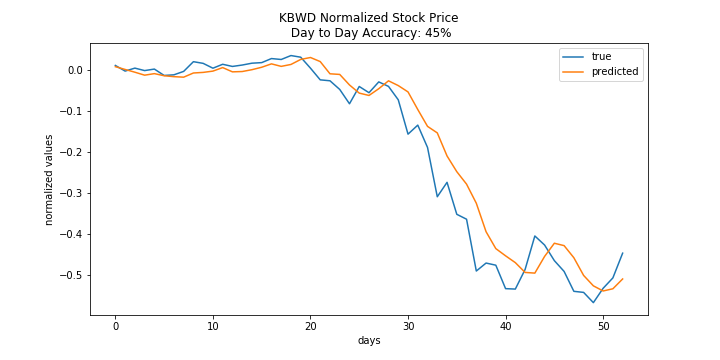 KBWD Normalized Stock Price
Day to Day Accuracy: 45%
true
predicted
normalized values
0.0
−0.1
−0.2
−0.3
−0.4
−0.5
0 10 20 30 40 50
days